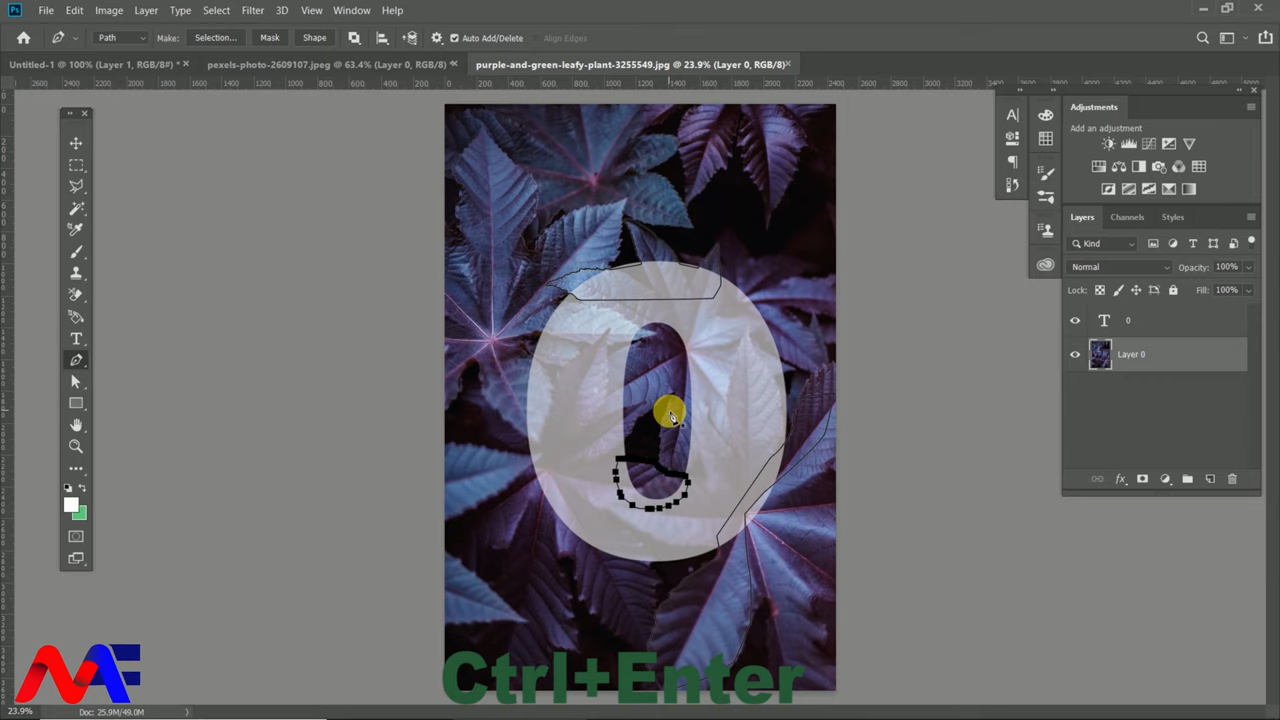 Ps File Edit Image Layer Type Select Filter 3D View Window Help
Path Make: Selection... Mask Shape Auto Add/Delete Align Edges
Untitled-1 @ 100% (Layer 1, RGB/8#) * × pexels-photo-2609107.jpeg @ 63.4% (Layer 0, RGB/8) purple-and-green-leafy-plant-3255549.jpg @ 23.9% (Layer 0, RGB/8) ×
Adjustments
Add an adjustment
Layers Channels Styles
Kind
Normal Opacity: 100%
Lock: Fill: 100%
T 0
Layer 0
0
Ctrl+Enter
23.9% Doc: 25.9M/49.0M